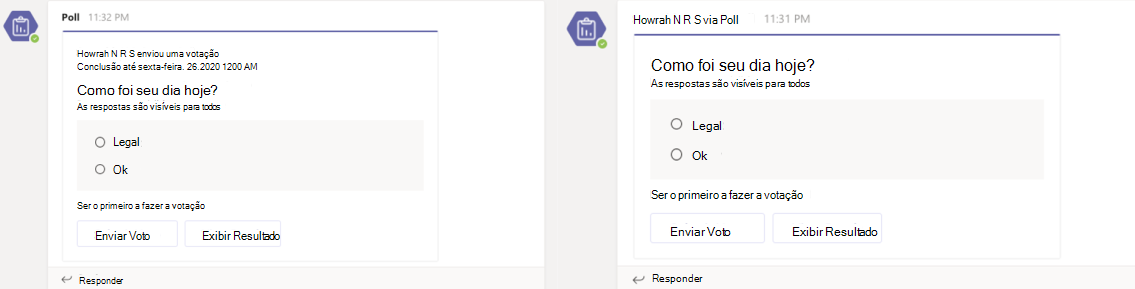 Poll 11:32 PM
Howrah N R S enviou uma votação
Conclusão até sexta-feira. 26.2020 1200 AM
Como foi seu dia hoje?
As respostas são visíveis para todos
Legal
Ok
Ser o primeiro a fazer a votação
Enviar Voto Exibir Resultado
Responder
Howrah N R S via Poll 11:31 PM
Como foi seu dia hoje?
As respostas são visíveis para todos
Legal
Ok
Ser o primeiro a fazer a votação
Enviar Voto Exibir Resultado
Responder